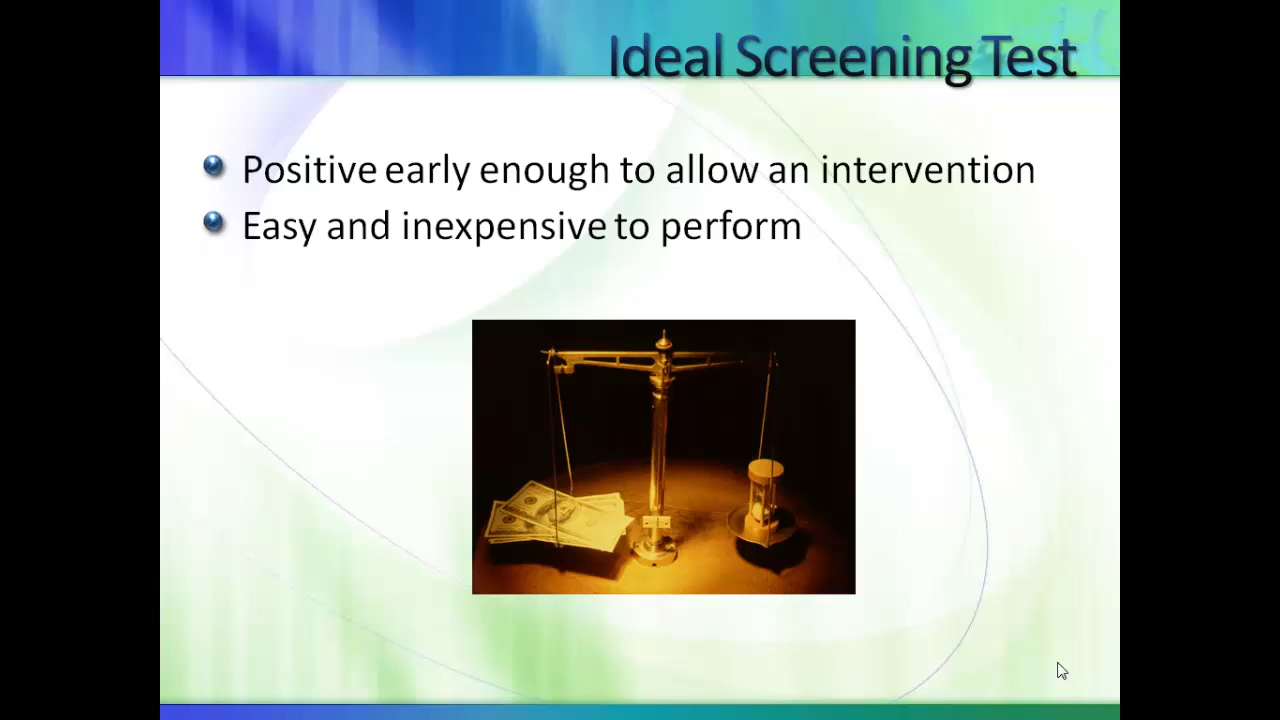 Ideal Screening Test
Positive early enough to allow an intervention
Easy and inexpensive to perform